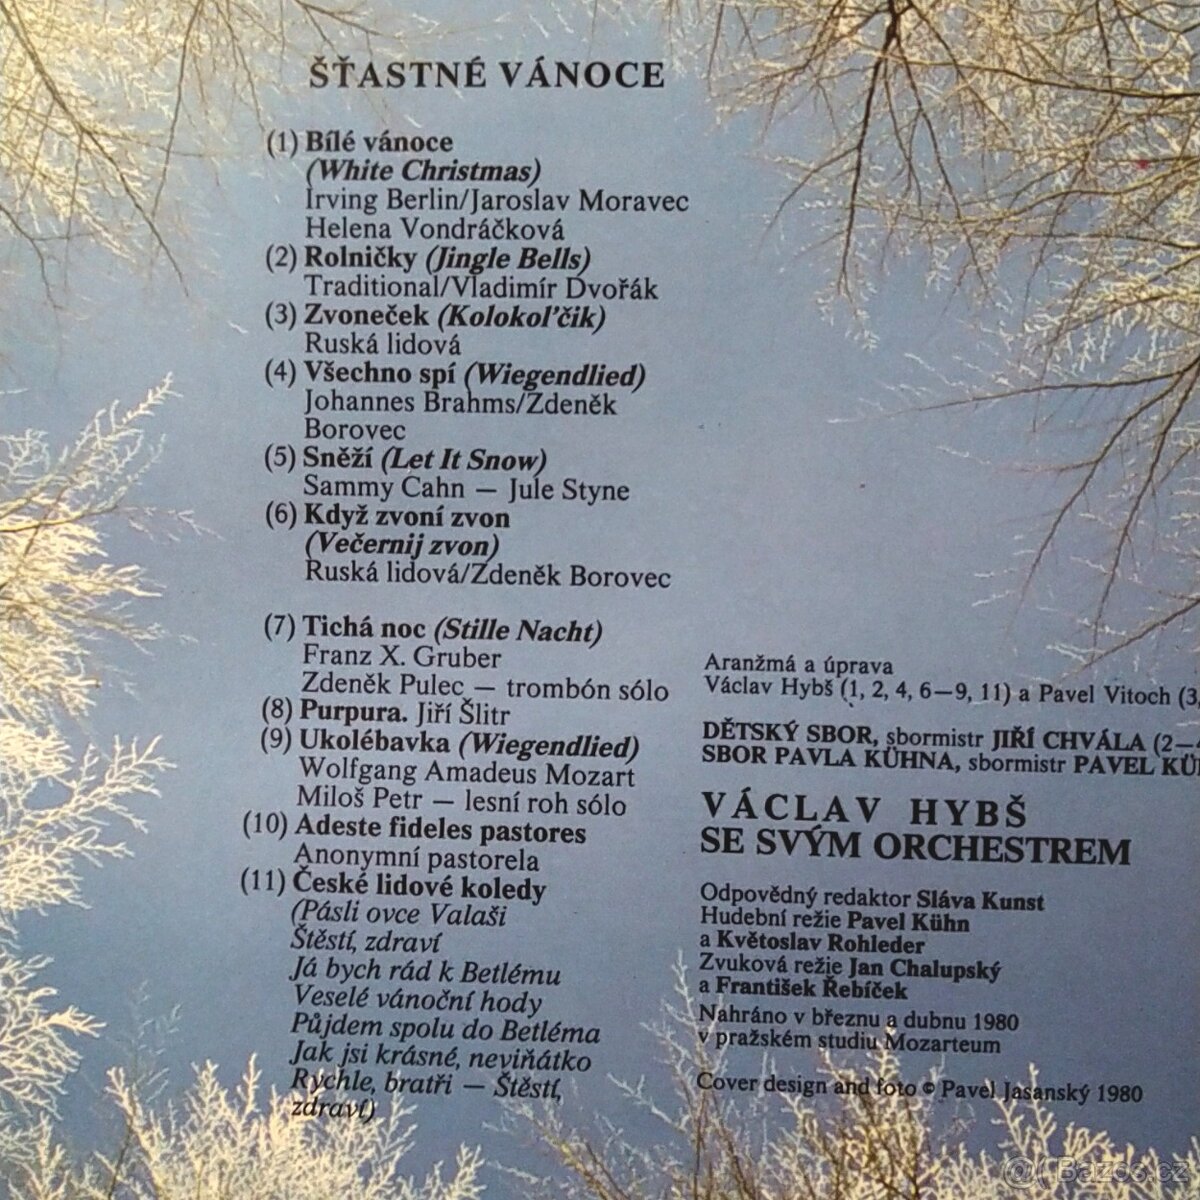 ŠŤASTNÉ VÁNOCE
(1) Bílé vánoce
(White Christmas)
Irving Berlin/Jaroslav Moravec
Helena Vondráčková
(2) Rolničky (Jingle Bells)
Traditional/Vladimír Dvořák
(3) Zvoneček (Kolokoľčik)
Ruská lidová
(4) Všechno spí (Wiegendlied)
Johannes Brahms/Zdeněk
Borovec
(5) Sněží (Let It Snow)
Sammy Cahn — Jule Styne
(6) Když zvoní zvon
(Večernij zvon)
Ruská lidová/Zdeněk Borovec
(7) Tichá noc (Stille Nacht)
Franz X. Gruber
Zdeněk Pulec — trombón sólo
(8) Purpura. Jiří Šlitr
(9) Ukolébavka (Wiegendlied)
Wolfgang Amadeus Mozart
Miloš Petr — lesní roh sólo
(10) Adeste fideles pastores
Anonymní pastorela
(11) České lidové koledy
(Pásli ovce Valaši
Štěstí, zdraví
Já bych rád k Betlému
Veselé vánoční hody
Půjdem spolu do Betléma
Jak jsi krásné, neviňátko
Rychle, bratři — Štěstí,
zdraví)
Aranžmá a úprava
Václav Hybš (1, 2, 4, 6—9, 11) a Pavel Vitoch (3,
DĚTSKÝ SBOR, sbormistr JIŘÍ CHVÁLA (2—
SBOR PAVLA KÜHNA, sbormistr PAVEL KÜ
VÁCLAV HYBŠ
SE SVÝM ORCHESTREM
Odpovědný redaktor Sláva Kunst
Hudební režie Pavel Kühn
a Květoslav Rohleder
Zvuková režie Jan Chalupský
a František Řebíček
Nahráno v březnu a dubnu 1980
v pražském studiu Mozarteum
Cover design and foto © Pavel Jasanský 1980
Bazos.cz